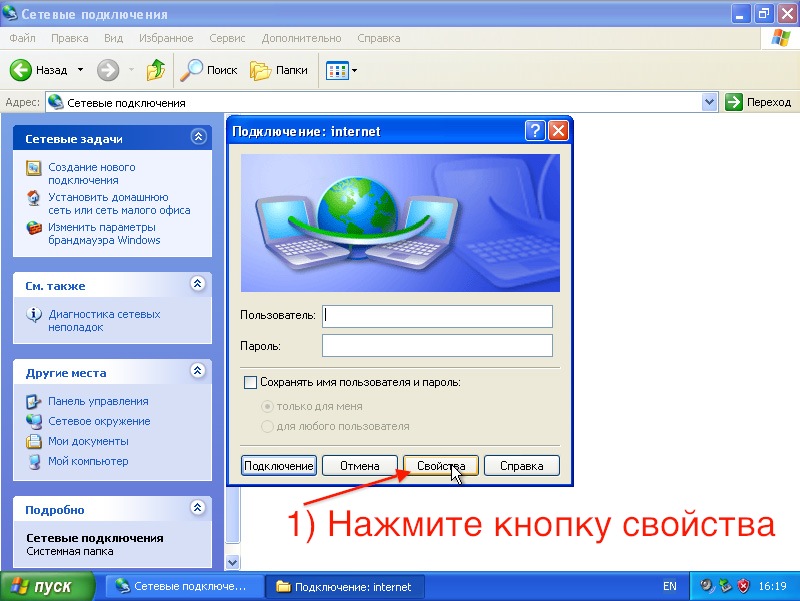 Сетевые подключения
Файл Правка Вид Избранное Сервис Дополнительно Справка
Назад Поиск Папки
Адрес: Сетевые подключения Переход
Сетевые задачи
Создание нового
подключения
Установить домашнюю
сеть или сеть малого офиса
Изменить параметры
брандмауэра Windows
См. также
Диагностика сетевых
неполадок
Другие места
Панель управления
Сетевое окружение
Мои документы
Мой компьютер
Подробно
Сетевые подключения
Системная папка
Подключение: internet
Пользователь:
Пароль:
Сохранять имя пользователя и пароль:
только для меня
для любого пользователя
Подключение Отмена Свойства Справка
1) Нажмите кнопку свойства
пуск Сетевые подключе... Подключение: internet EN 16:19